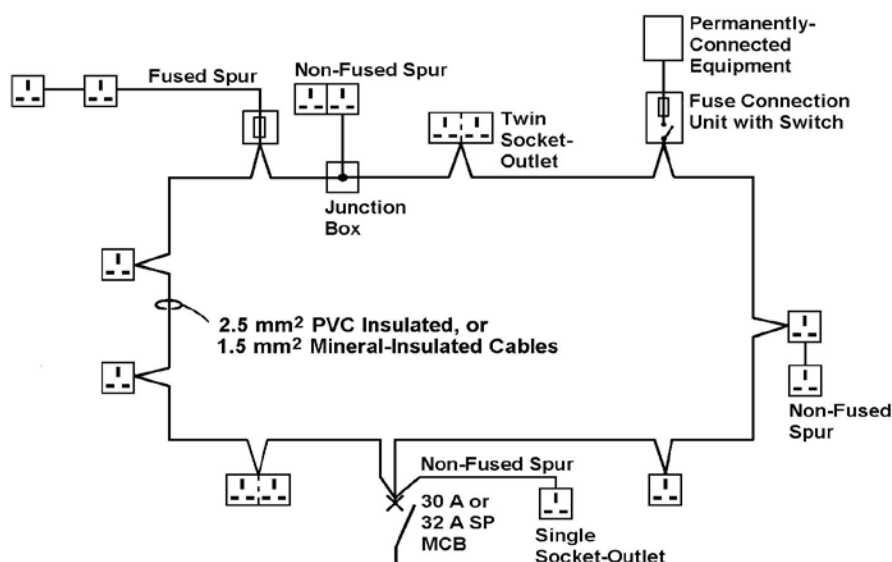 Permanently-
Connected
Equipment
Fused Spur
Non-Fused Spur
Twin
Socket-
Outlet
Fuse Connection
Unit with Switch
Junction
Box
2.5 mm² PVC Insulated, or
1.5 mm² Mineral-Insulated Cables
Non-Fused
Spur
Non-Fused Spur
30 A or
32 A SP
MCB
Single
Socket-Outlet